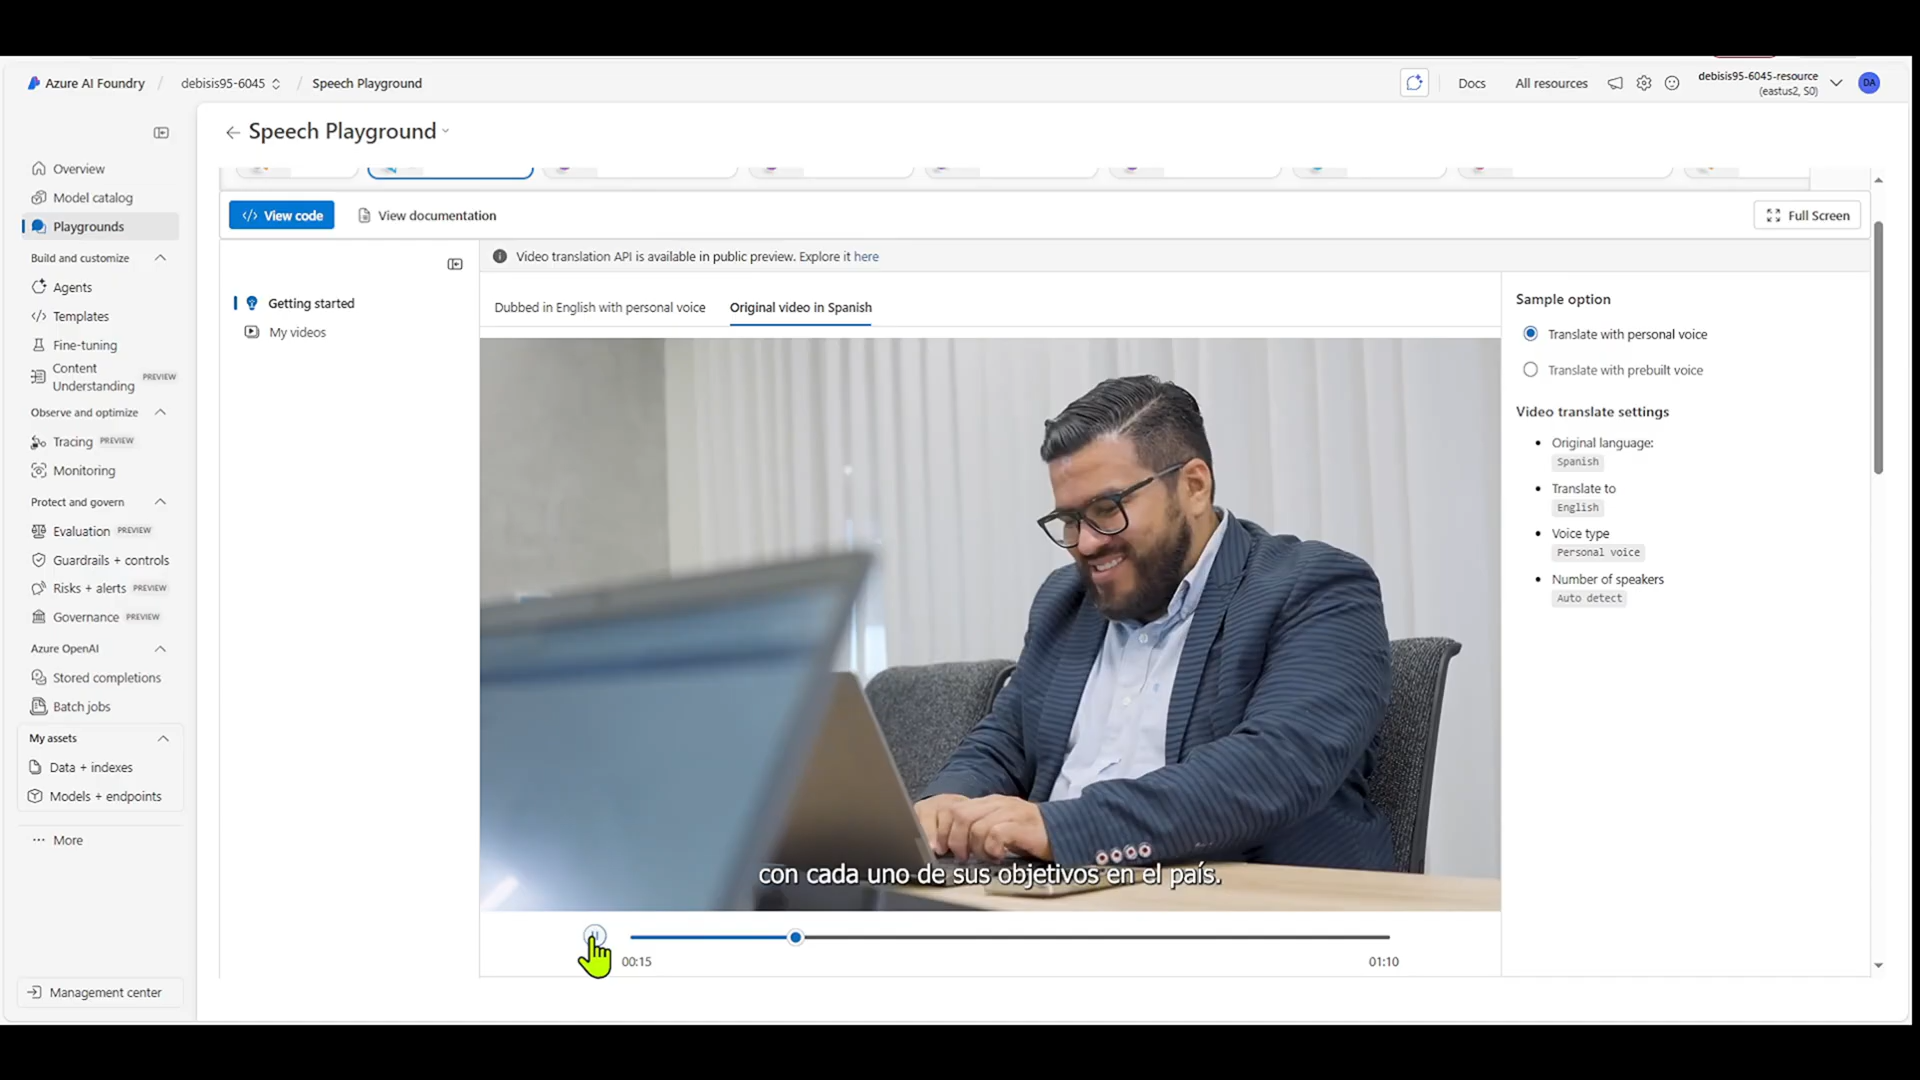 Azure AI Foundry / debisis95-6045 / Speech Playground
Docs
All resources
debisis95-6045-resource
(eastus2, S0)
DA
Speech Playground
Overview
Model catalog
Playgrounds
Build and customize
Agents
Templates
Fine-tuning
Content
Understanding PREVIEW
Observe and optimize
Tracing PREVIEW
Monitoring
Protect and govern
Evaluation PREVIEW
Guardrails + controls
Risks + alerts PREVIEW
Governance PREVIEW
Azure OpenAI
Stored completions
Batch jobs
My assets
Data + indexes
Models + endpoints
More
Management center
View code
View documentation
Full Screen
Getting started
My videos
Video translation API is available in public preview. Explore it here
Dubbed in English with personal voice
Original video in Spanish
con cada uno de sus objetivos en el país.
00:15
01:10
Sample option
Translate with personal voice
Translate with prebuilt voice
Video translate settings
Original language:
Spanish
Translate to
English
Voice type
Personal voice
Number of speakers
Auto detect